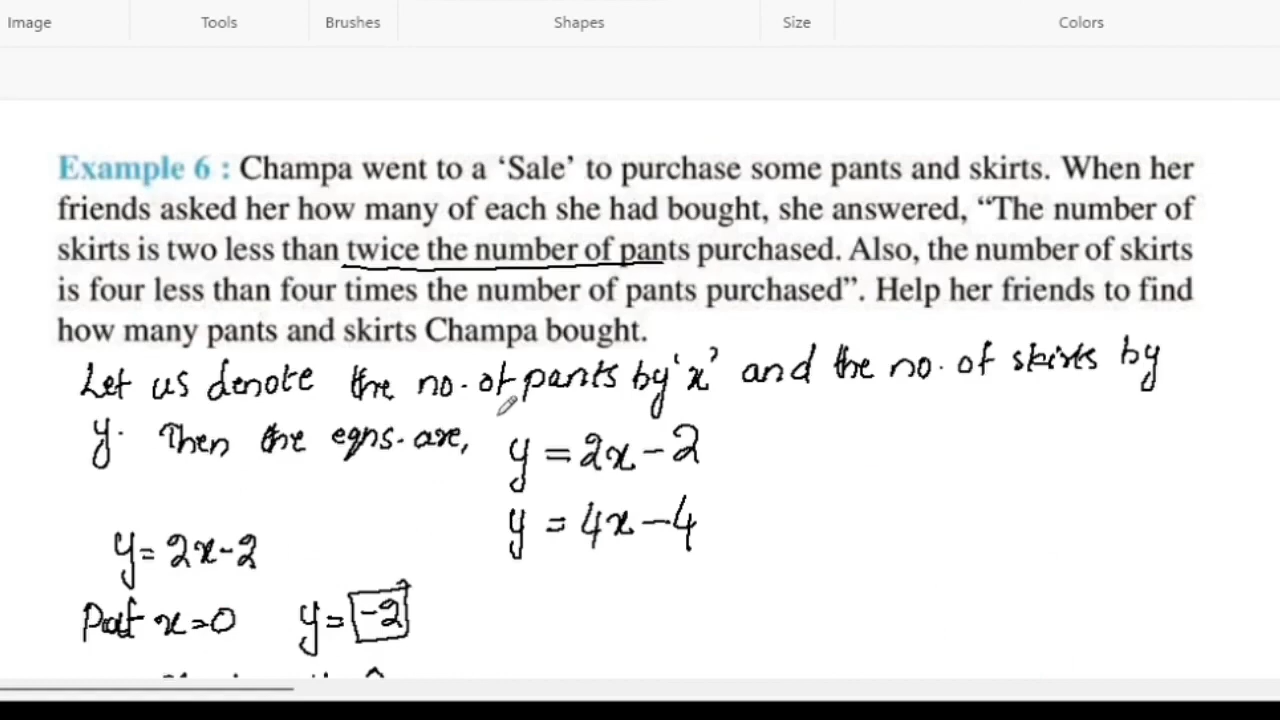 Image Tools Brushes Shapes Size Colors
Example 6 : Champa went to a ‘Sale’ to purchase some pants and skirts. When her
friends asked her how many of each she had bought, she answered, “The number of
skirts is two less than twice the number of pants purchased. Also, the number of skirts
is four less than four times the number of pants purchased”. Help her friends to find
how many pants and skirts Champa bought.
Let us denote the no. of pants by ‘x’ and the no. of skirts by
y. Then the eqns. are,
y = 2x - 2
y = 4x - 4
y = 2x - 2
Put x = 0 y = -2